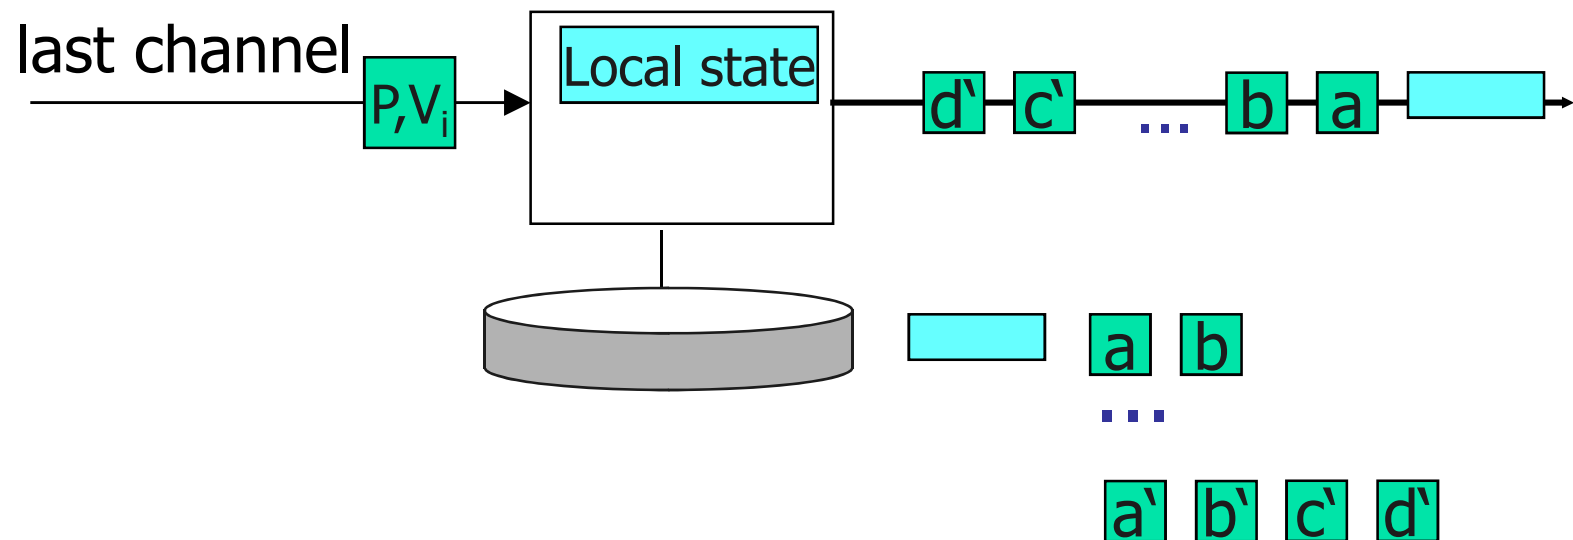 last channel
P,Vi
Local state
d‵ c‵ ... b a
a b
...
a‵ b‵ c‵ d‵